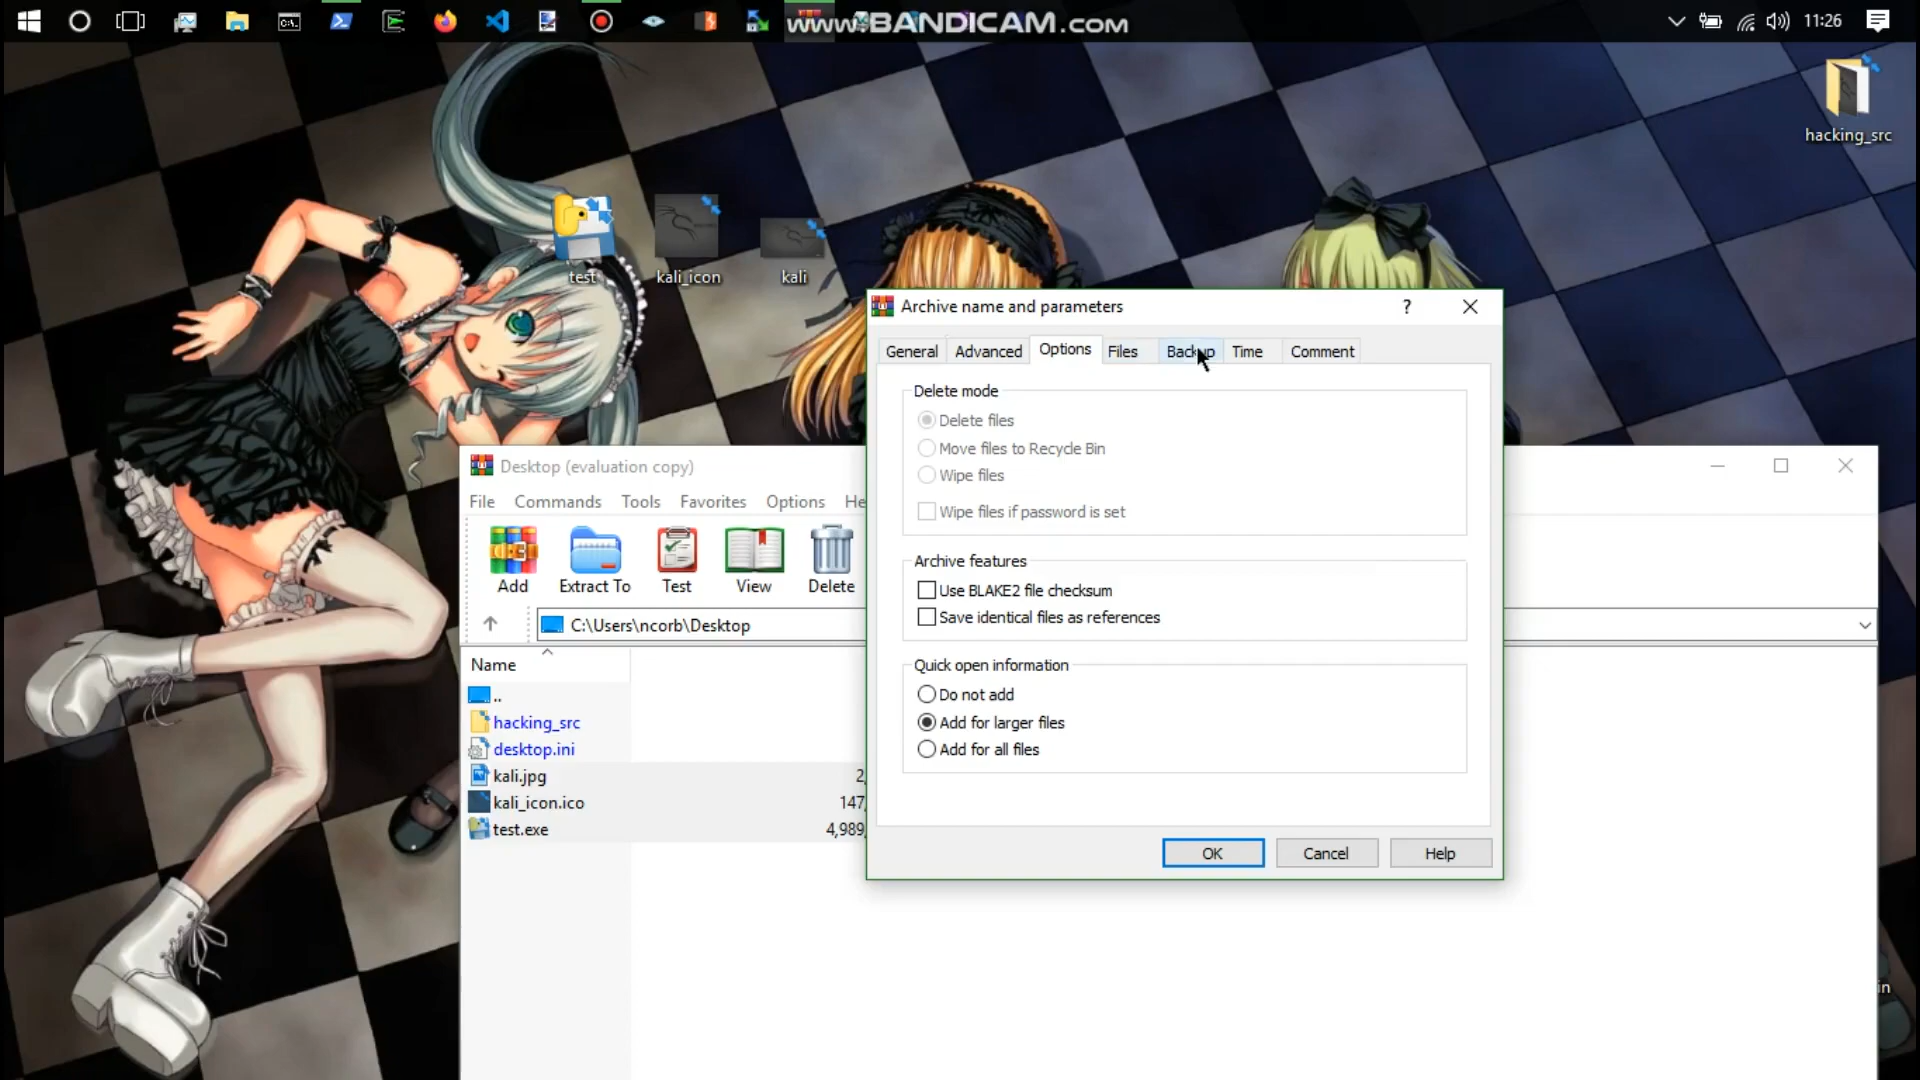 www.BANDICAM.com
11:26
hacking_src
test
kali_icon
kali
Archive name and parameters
General
Advanced
Options
Files
Backup
Time
Comment
Delete mode
Delete files
Move files to Recycle Bin
Wipe files
Wipe files if password is set
Archive features
Use BLAKE2 file checksum
Save identical files as references
Quick open information
Do not add
Add for larger files
Add for all files
OK
Cancel
Help
Desktop (evaluation copy)
File
Commands
Tools
Favorites
Options
He
Add
Extract To
Test
View
Delete
C:\Users\ncorb\Desktop
Name
..
hacking_src
desktop.ini
kali.jpg
2,
kali_icon.ico
147,
test.exe
4,989,
in